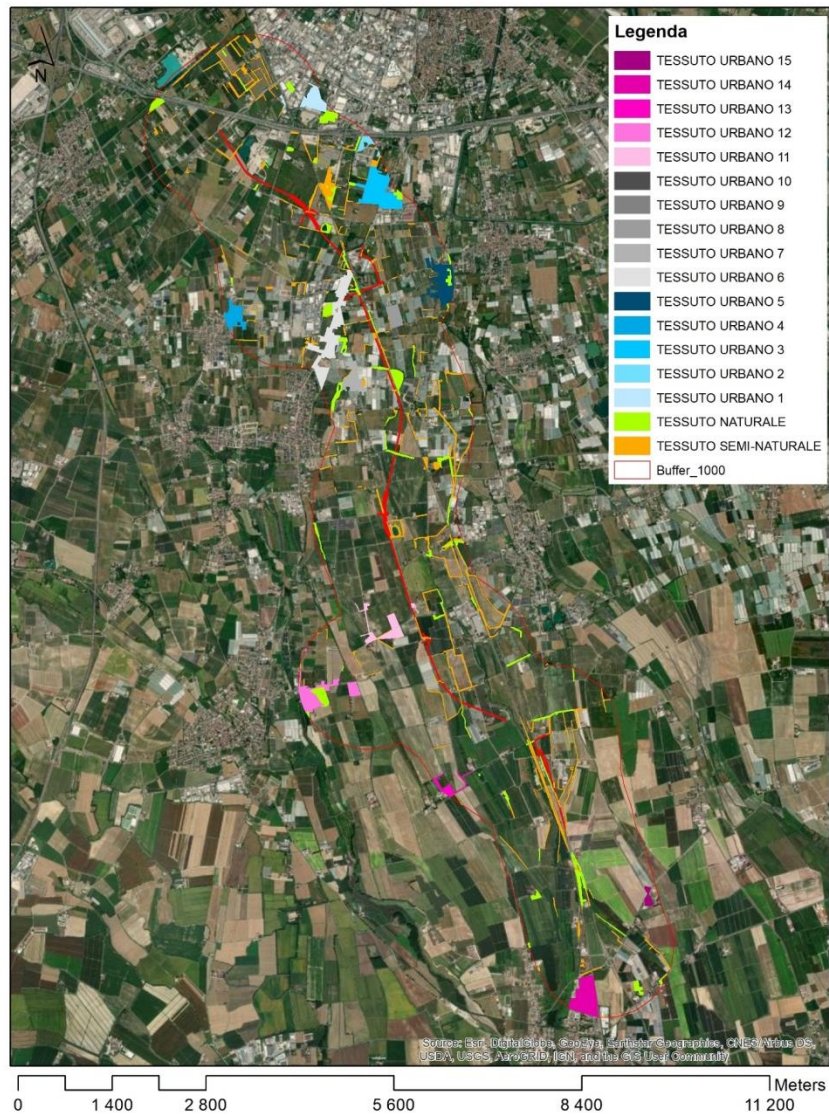 N
Legenda
TESSUTO URBANO 15
TESSUTO URBANO 14
TESSUTO URBANO 13
TESSUTO URBANO 12
TESSUTO URBANO 11
TESSUTO URBANO 10
TESSUTO URBANO 9
TESSUTO URBANO 8
TESSUTO URBANO 7
TESSUTO URBANO 6
TESSUTO URBANO 5
TESSUTO URBANO 4
TESSUTO URBANO 3
TESSUTO URBANO 2
TESSUTO URBANO 1
TESSUTO NATURALE
TESSUTO SEMI-NATURALE
Buffer_1000
Source: Esri, DigitalGlobe, GeoEye, Earthstar Geographics, CNES/Airbus DS,
USDA, USGS, AeroGRID, IGN, and the GIS User Community
Meters
0 1 400 2 800 5 600 8 400 11 200